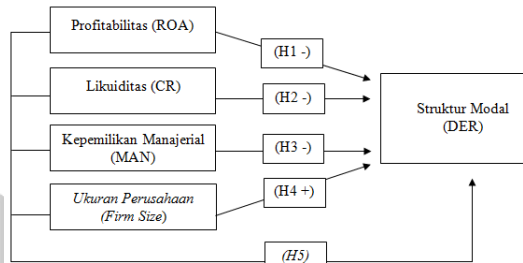 Profitabilitas (ROA)
(H1 -)
Likuiditas (CR)
(H2 -)
Struktur Modal
(DER)
Kepemilikan Manajerial
(MAN)
(H3 -)
Ukuran Perusahaan
(Firm Size)
(H4 +)
(H5)